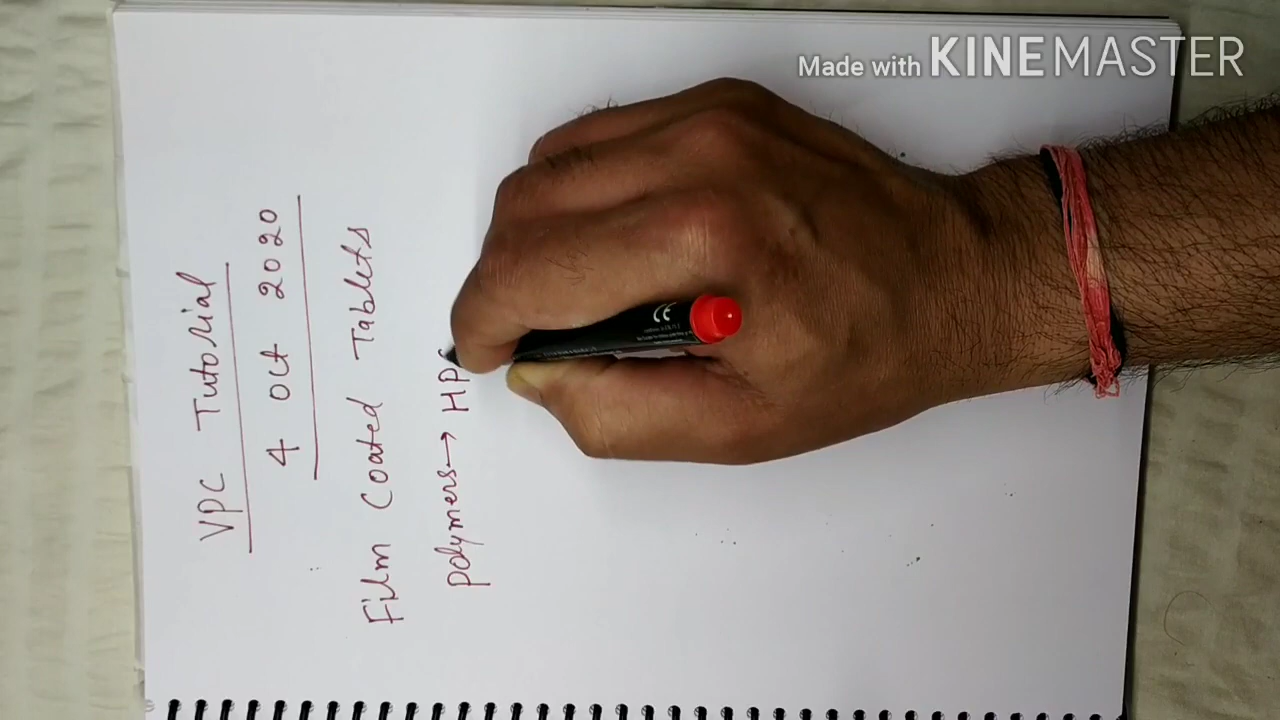 VPC Tutorial
4 Oct 2020
Film Coated Tablets
polymers → HP
Made with KINEMASTER